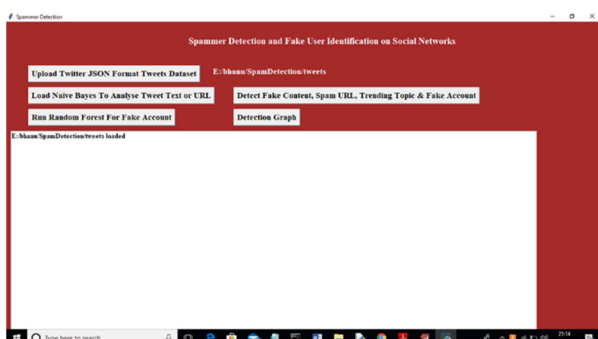 Spammer Detection
Spammer Detection and Fake User Identification on Social Networks
Upload Twitter JSON Format Tweets Dataset
E:/bhanu/SpamDetection/tweets
Load Naive Bayes To Analyse Tweet Text or URL
Detect Fake Content, Spam URL, Trending Topic & Fake Account
Run Random Forest For Fake Account
Detection Graph
E:/bhanu/SpamDetection/tweets loaded
Type here to search
21:14